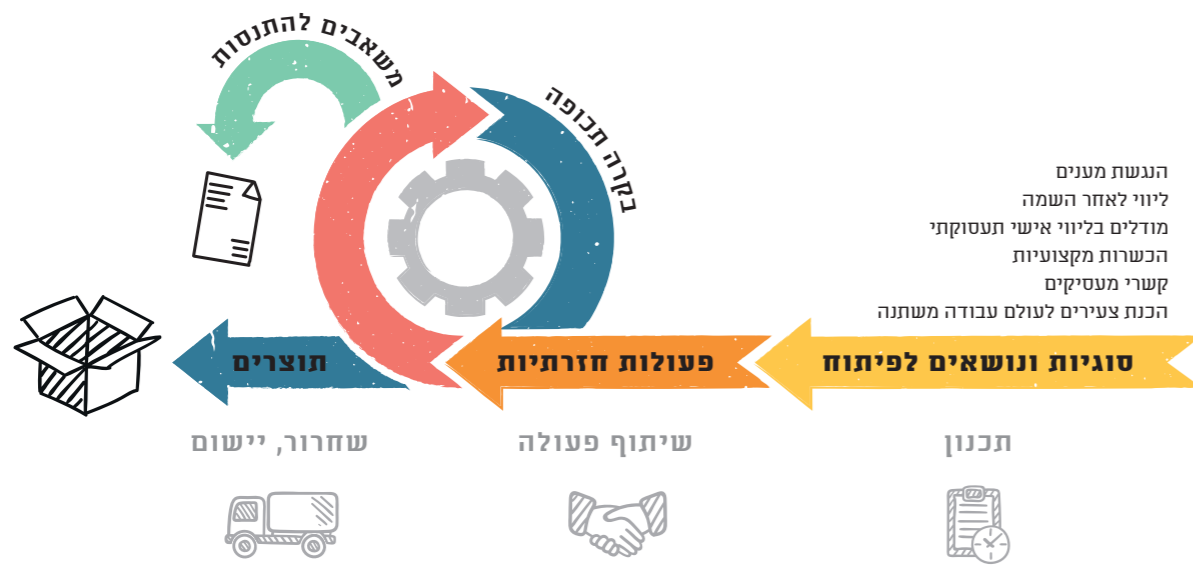 משאבים להתנסות
בקרה תכופה
הנגשת מענים
ליווי לאחר השמה
מודלים בליווי אישי תעסוקתי
הכשרות מקצועיות
קשרי מעסיקים
הכנת צעירים לעולם עבודה משתנה
סוגיות ונושאים לפיתוח
פעולות חזרתיות
תוצרים
תכנון
שיתוף פעולה
שחרור, יישום